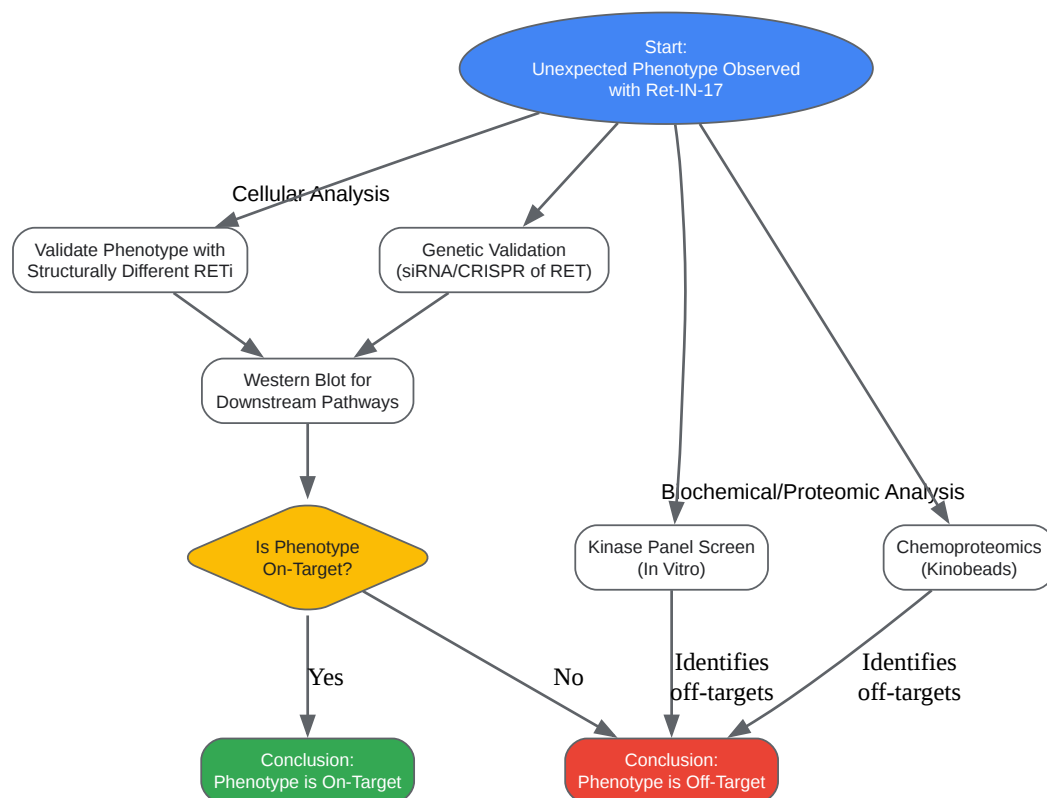 Start:
Unexpected Phenotype Observed
with Ret-IN-17
Cellular Analysis
Validate Phenotype with
Structurally Different RETi
Genetic Validation
(siRNA/CRISPR of RET)
Western Blot for
Downstream Pathways
Biochemical/Proteomic Analysis
Is Phenotype
On-Target?
Kinase Panel Screen
(In Vitro)
Chemoproteomics
(Kinobeads)
Yes
No
Identifies
off-targets
Identifies
off-targets
Conclusion:
Phenotype is On-Target
Conclusion:
Phenotype is Off-Target